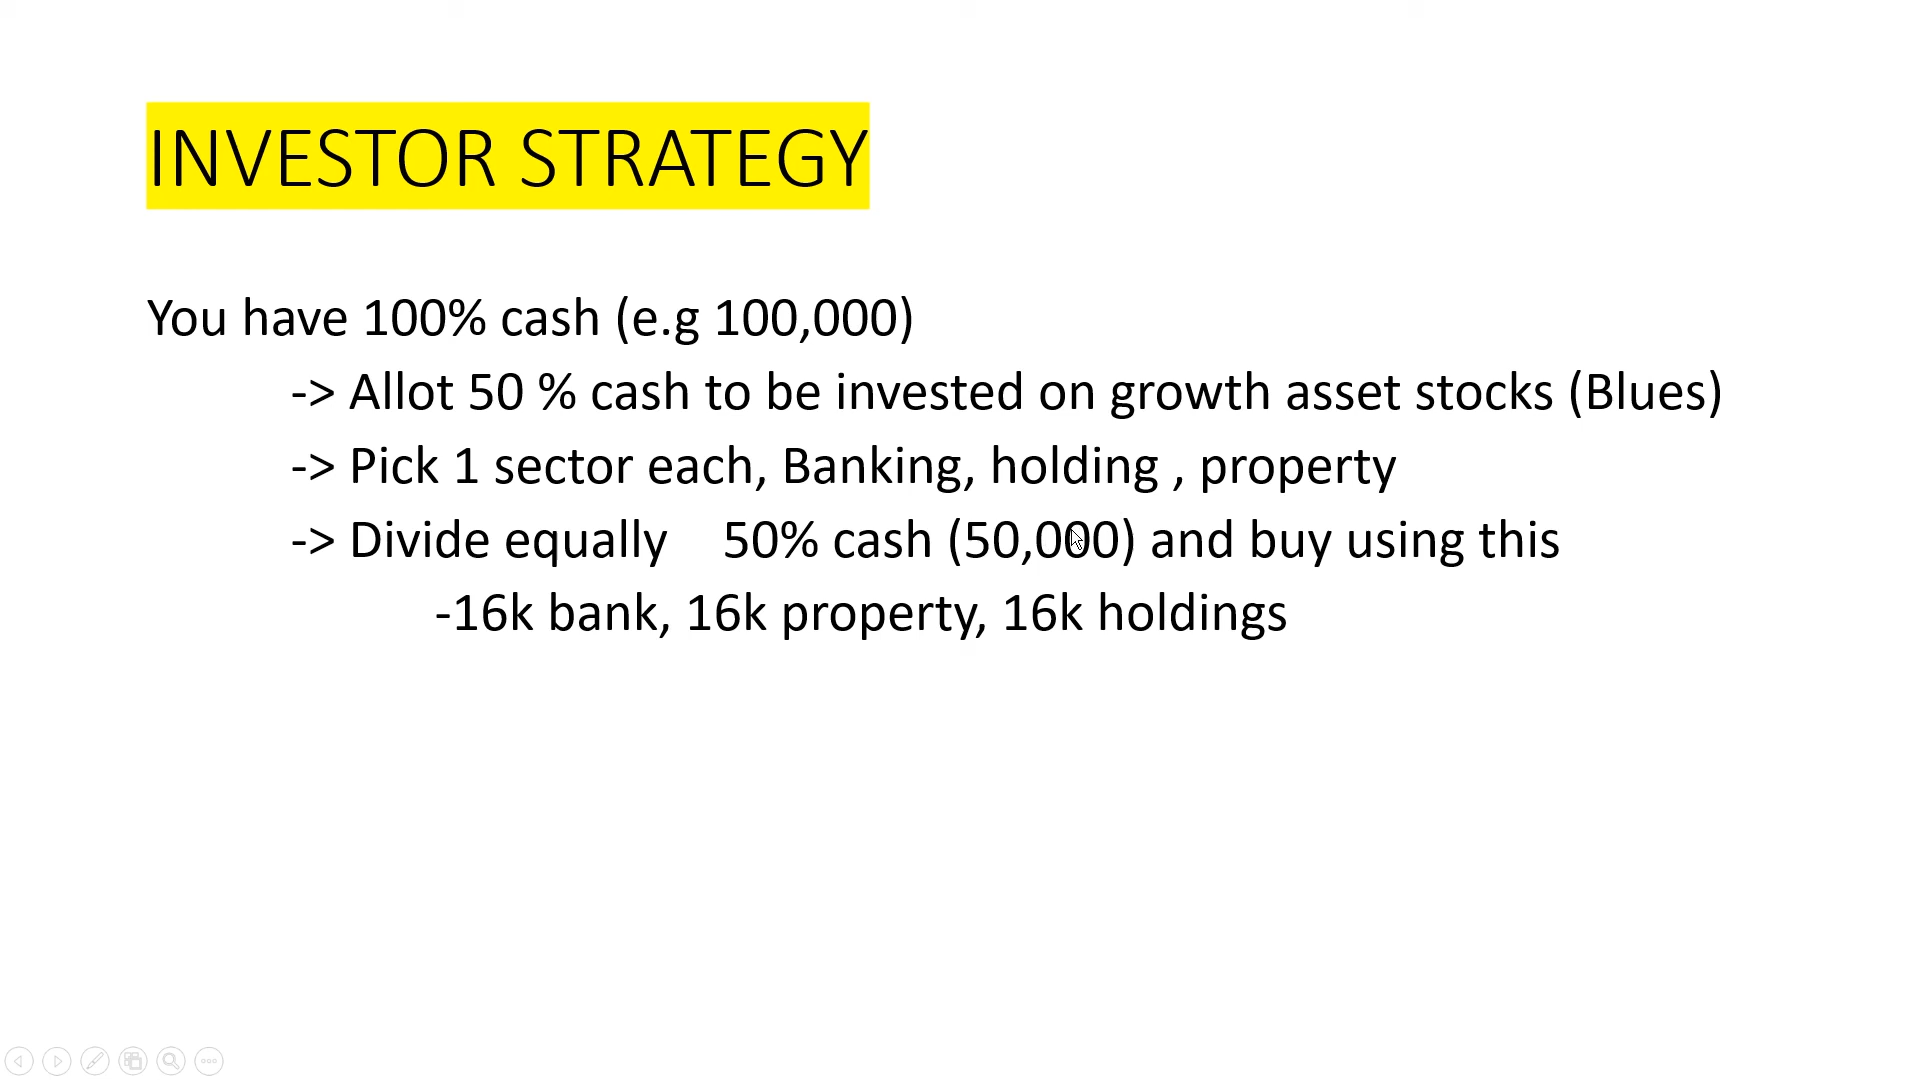 INVESTOR STRATEGY
You have 100% cash (e.g 100,000)
-> Allot 50 % cash to be invested on growth asset stocks (Blues)
-> Pick 1 sector each, Banking, holding , property
-> Divide equally    50% cash (50,000) and buy using this
-16k bank, 16k property, 16k holdings